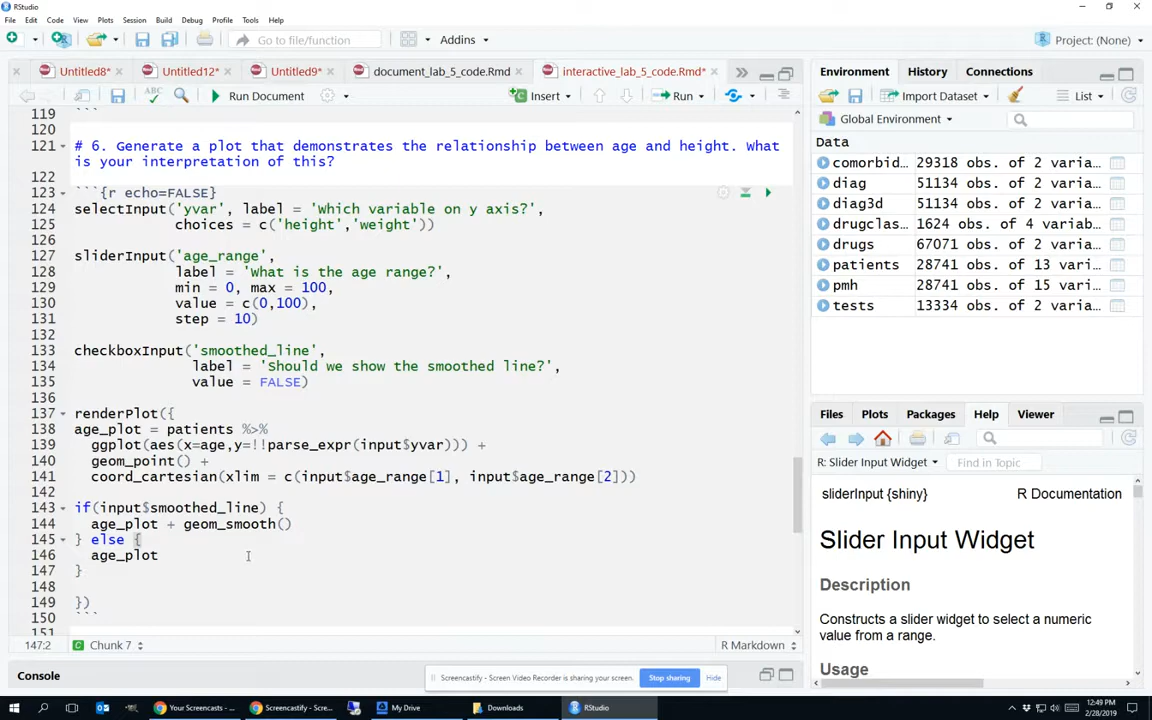 RStudio
File Edit Code View Plots Session Build Debug Profile Tools Help
Go to file/function
Addins
Project: (None)
Untitled8*
Untitled12*
Untitled9*
document_lab_5_code.Rmd
interactive_lab_5_code.Rmd*
Run Document
Insert
Run
119 ```
120
121 # 6. Generate a plot that demonstrates the relationship between age and height. What
is your interpretation of this?
122
123 ```{r echo=FALSE}
124 selectInput('yvar', label = 'which variable on y axis?',
125 choices = c('height','weight'))
126
127 sliderInput('age_range',
128 label = 'what is the age range?',
129 min = 0, max = 100,
130 value = c(0,100),
131 step = 10)
132
133 checkboxInput('smoothed_line',
134 label = 'Should we show the smoothed line?',
135 value = FALSE)
136
137 renderPlot({
138 age_plot = patients %>%
139 ggplot(aes(x=age,y=!!parse_expr(input$yvar))) +
140 geom_point() +
141 coord_cartesian(xlim = c(input$age_range[1], input$age_range[2]))
142
143 if(input$smoothed_line) {
144 age_plot + geom_smooth()
145 } else {
146 age_plot
147 }
148
149 })
150 ```
151
147:2
Chunk 7
R Markdown
Console
Environment History Connections
Import Dataset
List
Global Environment
Data
comorbid… 29318 obs. of 2 varia…
diag 51134 obs. of 2 varia…
diag3d 51134 obs. of 2 varia…
drugclas… 1624 obs. of 4 variab…
drugs 67071 obs. of 2 varia…
patients 28741 obs. of 13 vari…
pmh 28741 obs. of 15 vari…
tests 13334 obs. of 2 varia…
Files Plots Packages Help Viewer
R: Slider Input Widget
Find in Topic
sliderInput {shiny}
R Documentation
Slider Input Widget
Description
Constructs a slider widget to select a numeric
value from a range.
Usage
Screencastify - Screen Video Recorder is sharing your screen.
Stop sharing
Hide
Your Screencasts - …
Screencastify - Scre…
My Drive
Downloads
RStudio
12:49 PM
2/28/2019